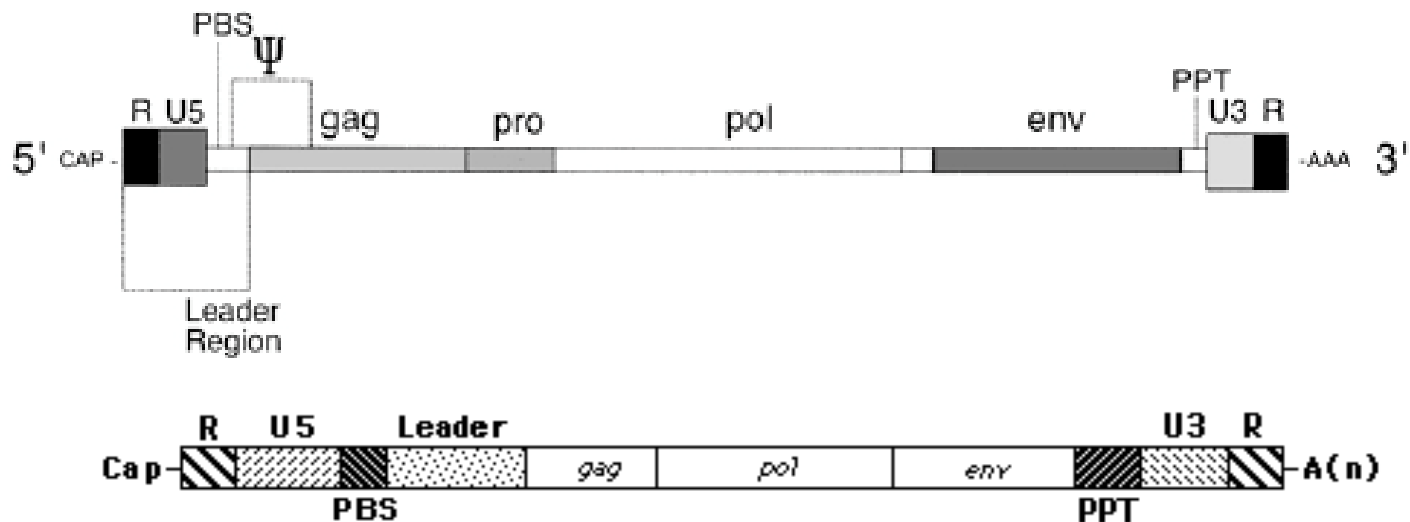 PBS
Ψ
PPT
R U5 gag pro pol env U3 R
5' CAP - -AAA 3'
Leader
Region
R U5 Leader U3 R
Cap gag pol env A(n)
PBS PPT